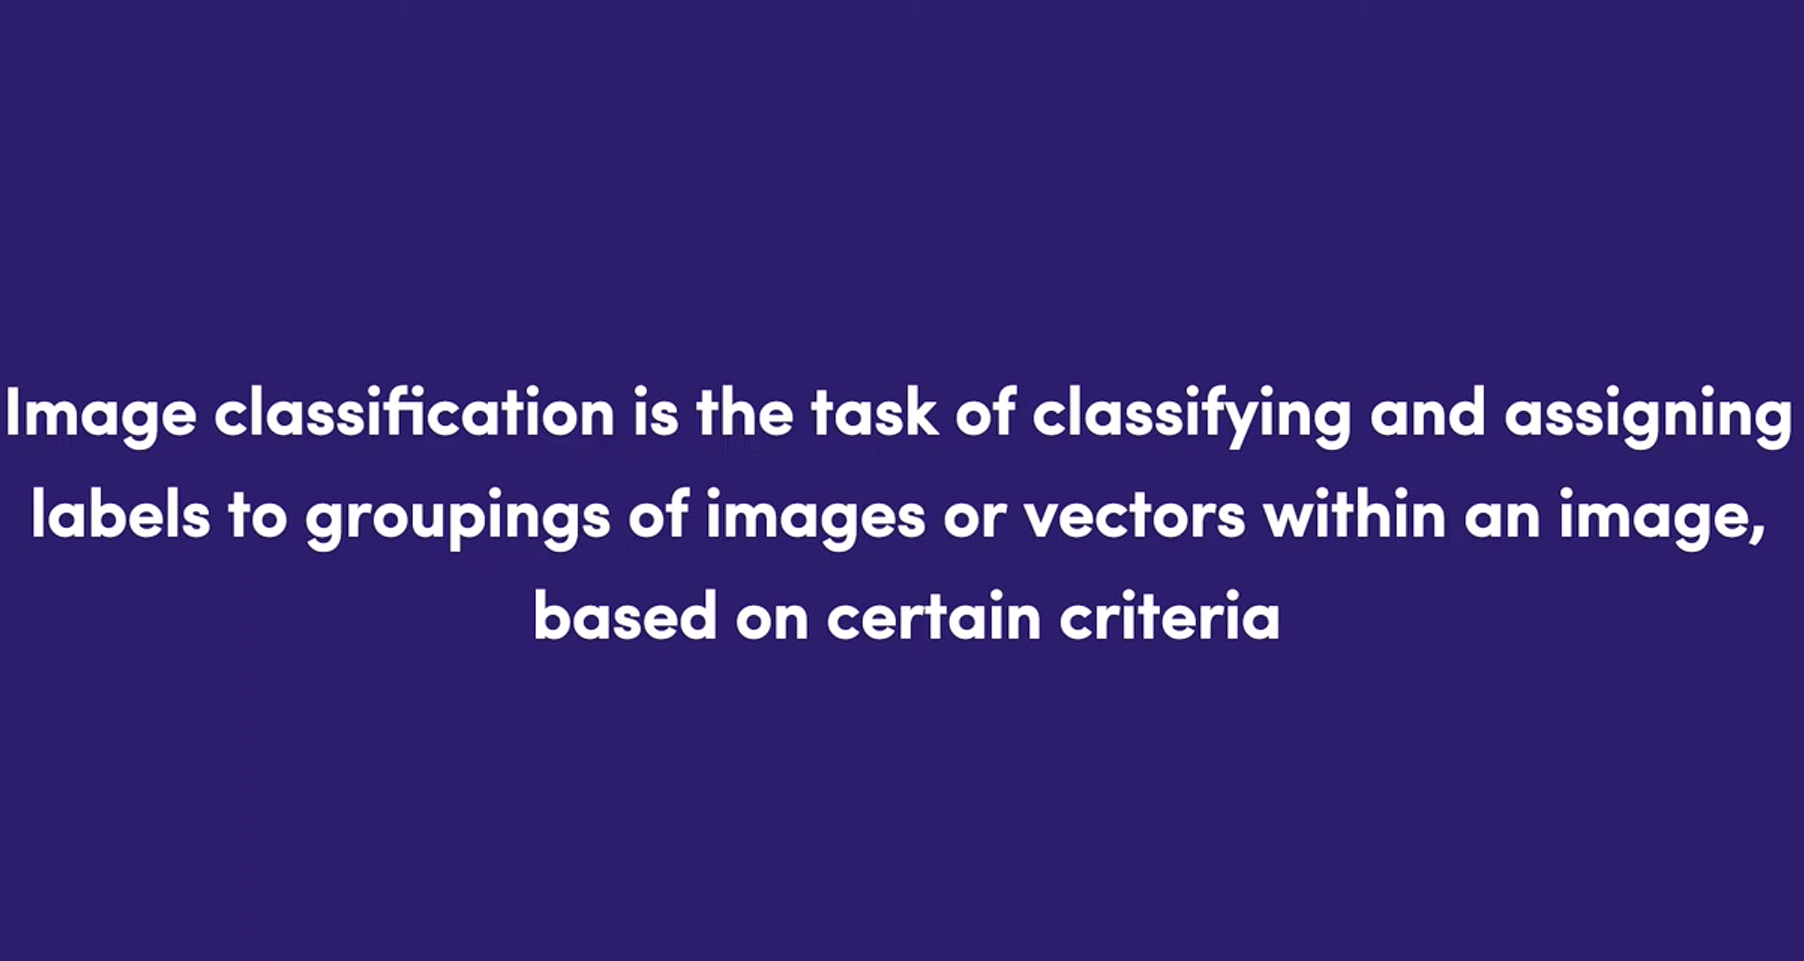 Image classification is the task of classifying and assigning
labels to groupings of images or vectors within an image,
based on certain criteria